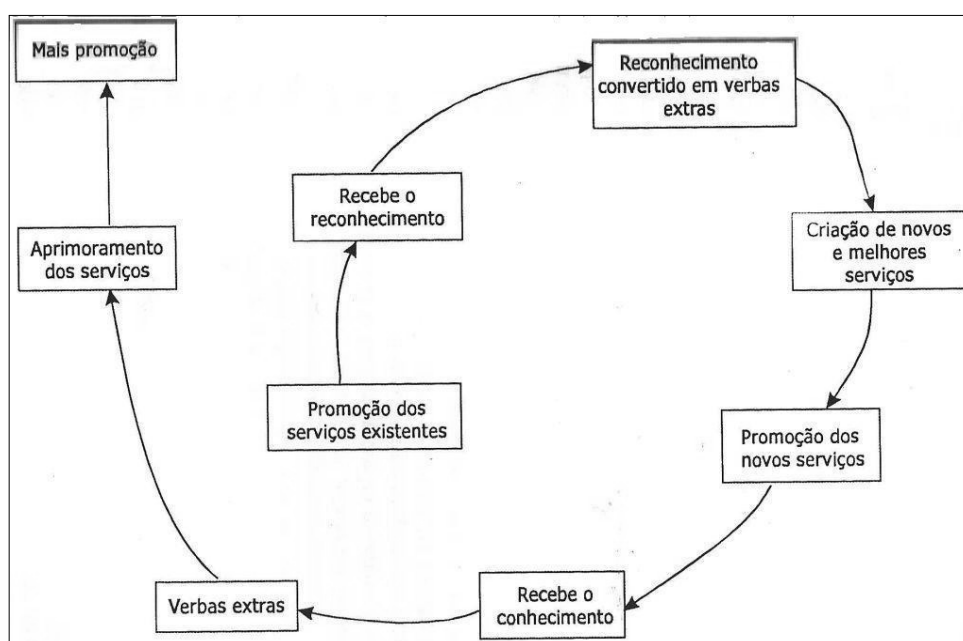 Mais promoção
Reconhecimento
convertido em verbas
extras
Recebe o
reconhecimento
Aprimoramento
dos serviços
Criação de novos
e melhores
serviços
Promoção dos
serviços existentes
Promoção dos
novos serviços
Verbas extras
Recebe o
conhecimento